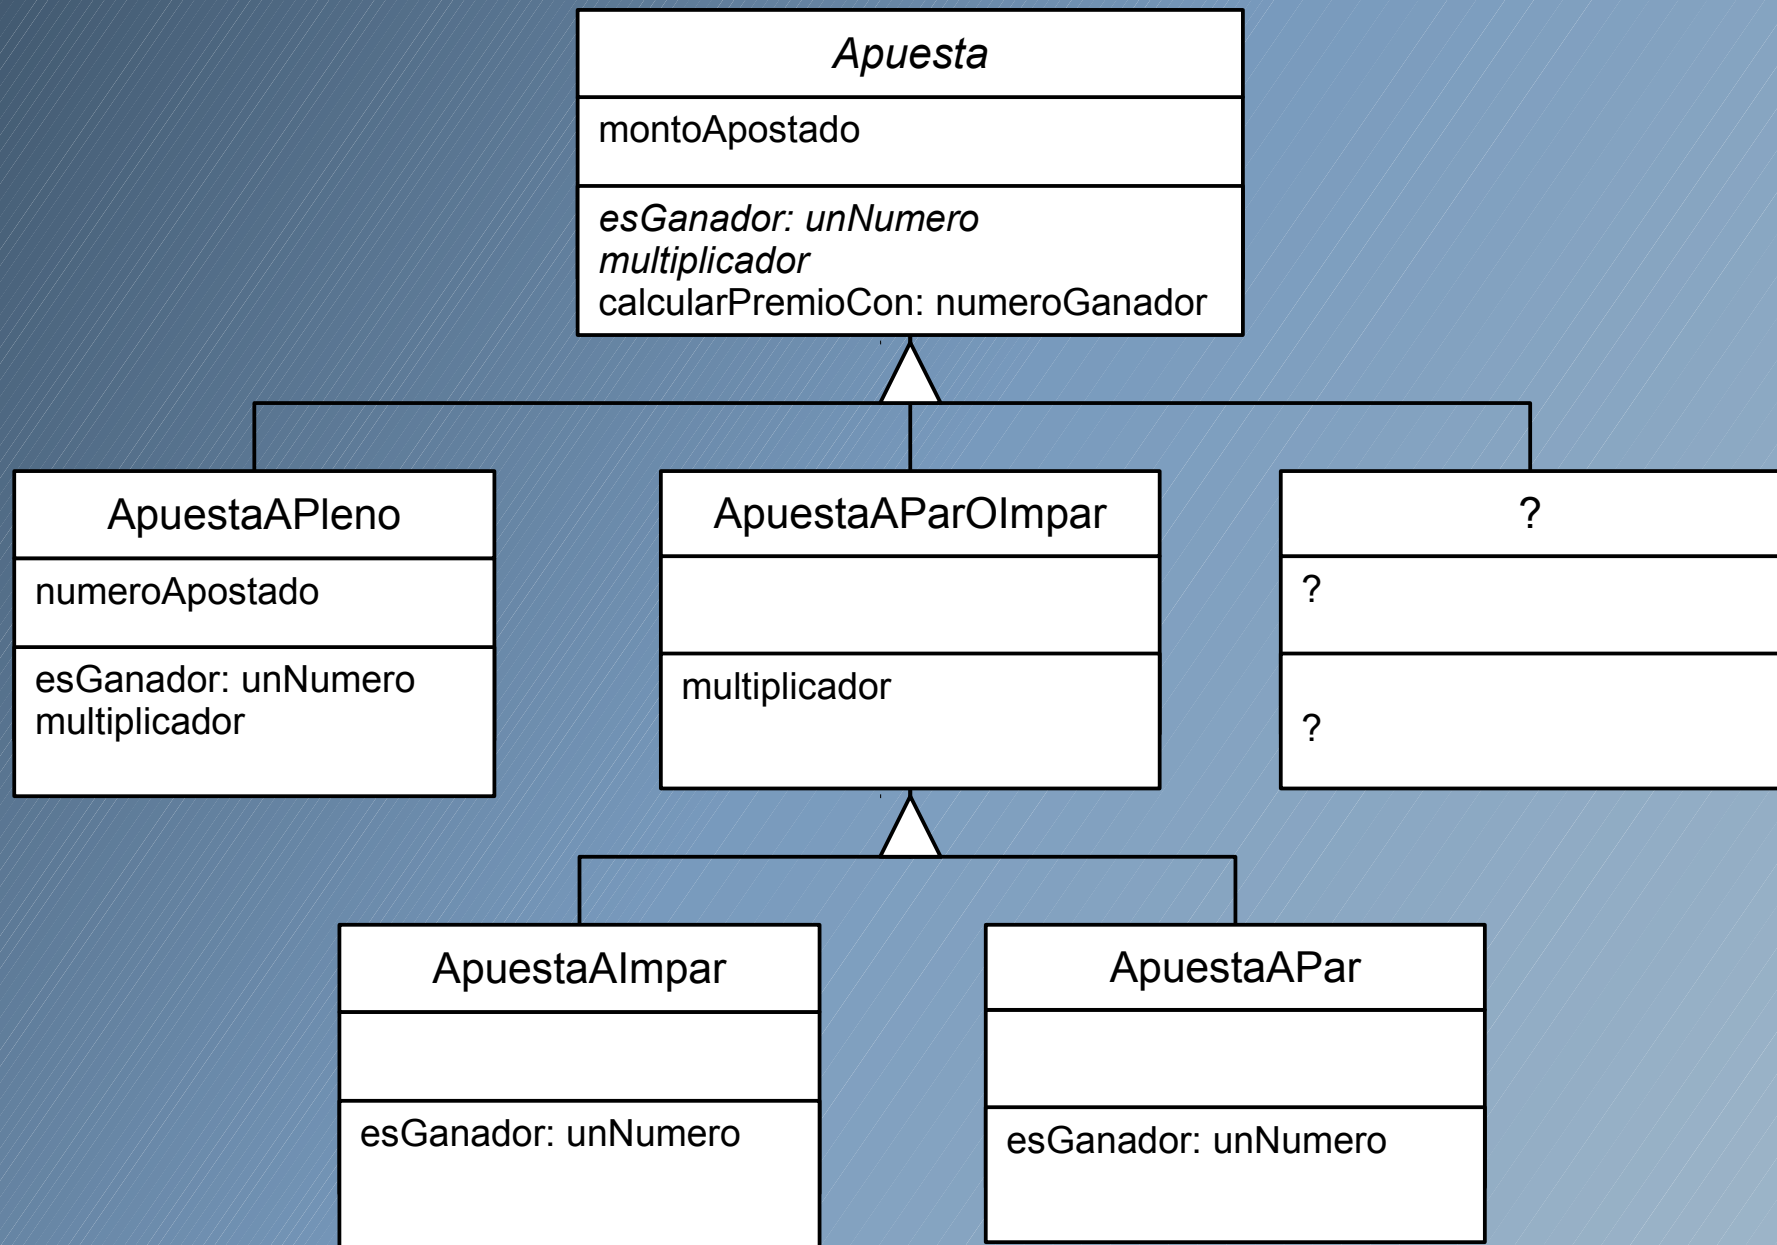 Apuesta
montoApostado
esGanador: unNumero
multiplicador
calcularPremioCon: numeroGanador
ApuestaAPleno
numeroApostado
esGanador: unNumero
multiplicador
ApuestaAParOImpar
multiplicador
?
?
?
ApuestaAImpar
esGanador: unNumero
ApuestaAPar
esGanador: unNumero